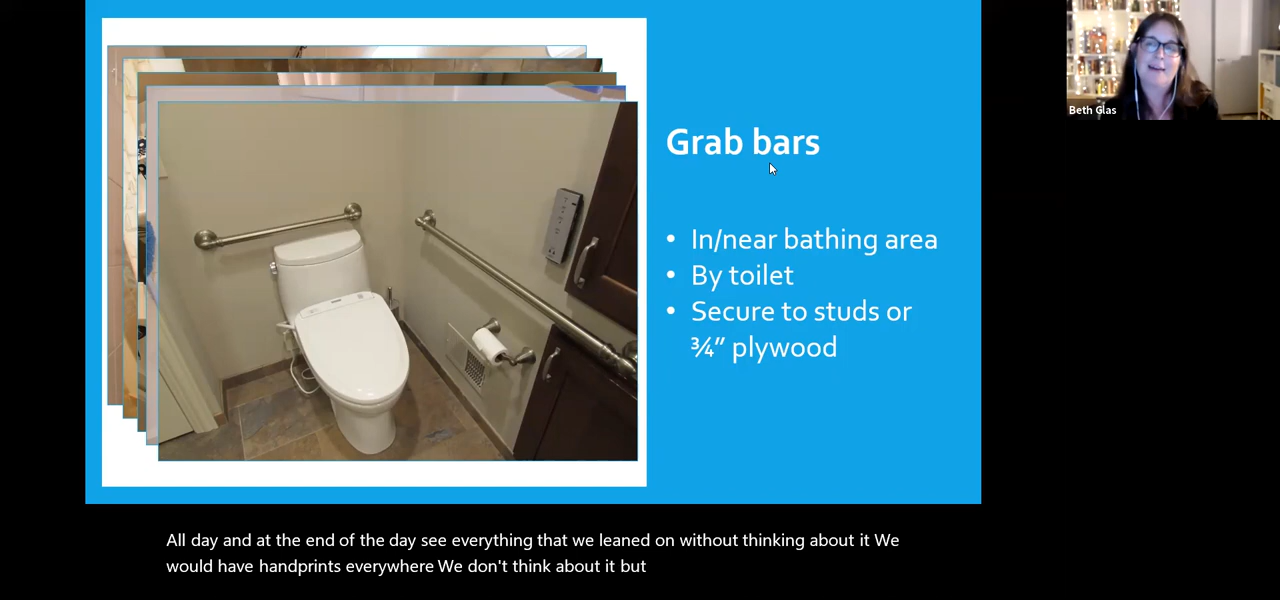 Beth Glas
Grab bars
• In/near bathing area
• By toilet
• Secure to studs or
¾” plywood
All day and at the end of the day see everything that we leaned on without thinking about it We
would have handprints everywhere We don't think about it but